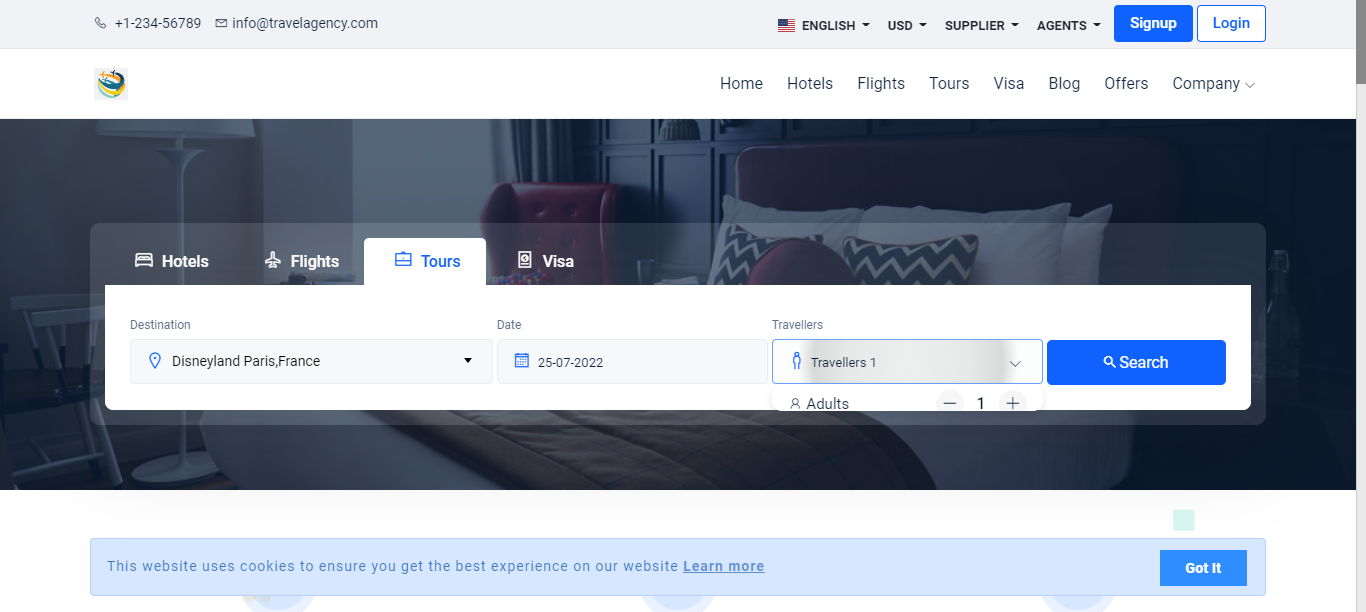 +1-234-56789 info@travelagency.com ENGLISH USD SUPPLIER AGENTS Signup Login
Home Hotels Flights Tours Visa Blog Offers Company
Hotels Flights Tours Visa
Destination Date Travellers
Disneyland Paris,France 25-07-2022 Travellers 1 Search
Adults 1
This website uses cookies to ensure you get the best experience on our website Learn more Got It